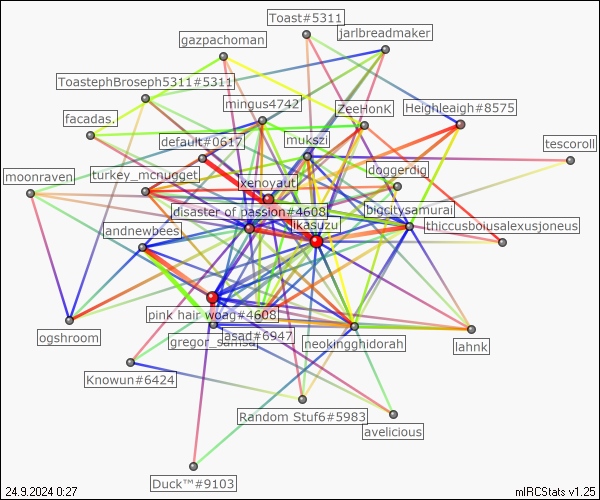 Toast#5311
jarlbreadmaker
gazpachoman
ToastephBroseph5311#5311
mingus4742
ZeeHonK
Heighleaigh#8575
facadas.
default#0617
mukszi
tescoroll
moonraven
turkey_mcnugget
xenoyaut
doggerdig
disaster of passion#4608
bigcitysamurai
andnewbees
likasuzu
thiccusboiusalexusjoneus
pink hair woag#4608
ogshroom
gregor_samsa
jasad#6947
neokingghidorah
lahnk
Knowun#6424
Random Stuf6#5983
avelicious
Duck™#9103
24.9.2024 0:27
mIRCStats v1.25